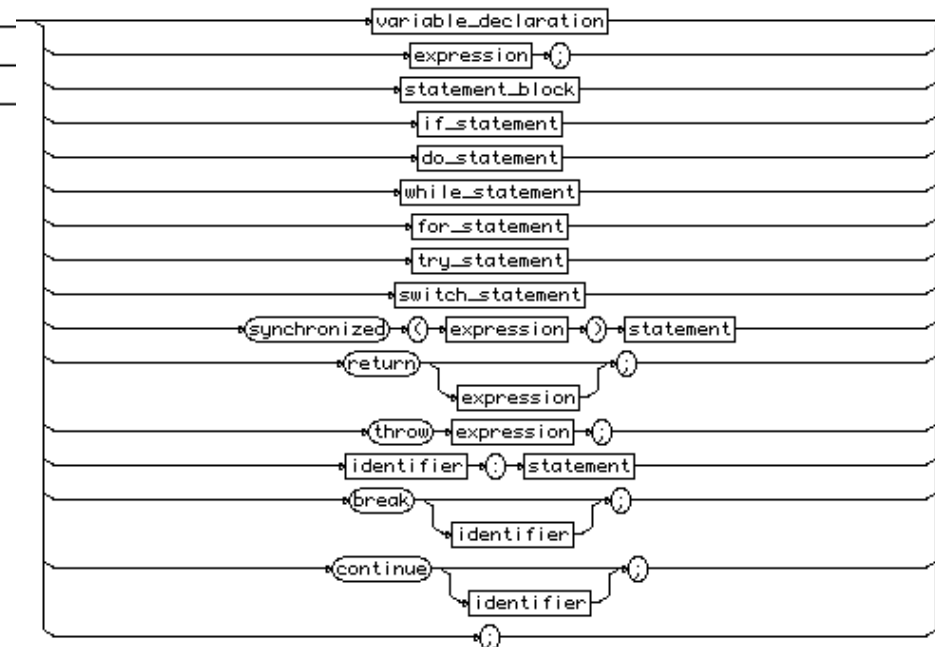 variable_declaration
expression ;
statement_block
if_statement
do_statement
while_statement
for_statement
try_statement
switch_statement
synchronized ( expression ) statement
return ;
expression
throw expression ;
identifier : statement
break ;
identifier
continue ;
identifier
;